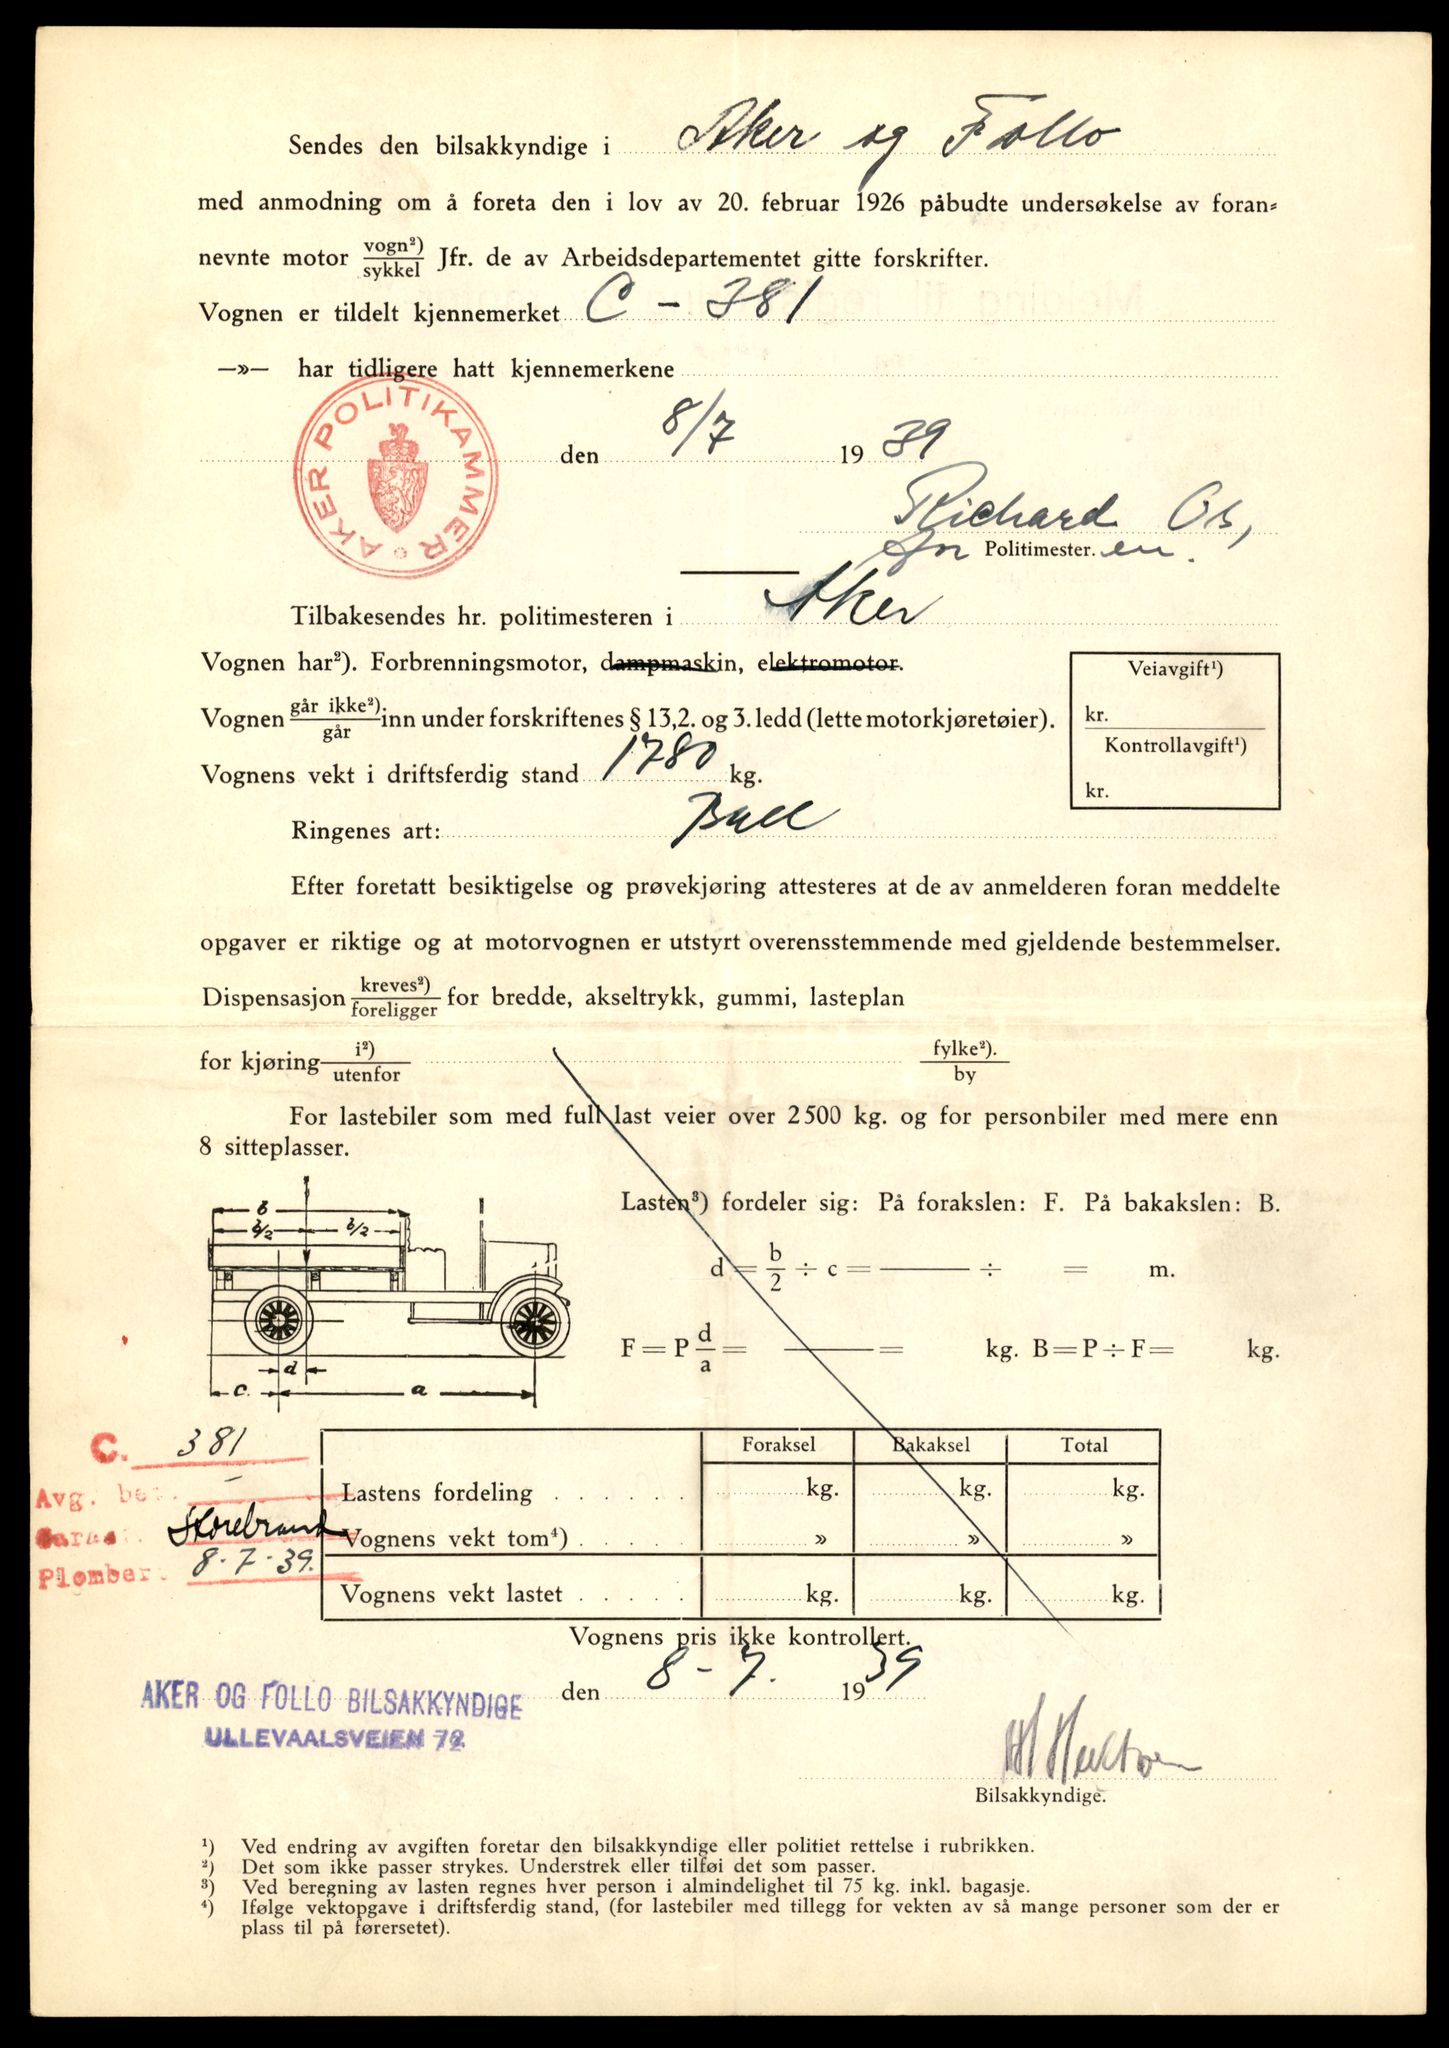 Sendes den bilsakkyndige i Aker og Follo
med anmodning om å foreta den i lov av 20. februar 1926 påbudte undersøkelse av foran=
nevnte motor vogn²)/sykkel Jfr. de av Arbeidsdepartementet gitte forskrifter.
Vognen er tildelt kjennemerket C - 381
—»— har tidligere hatt kjennemerkene
AKER POLITIKAMMER
den 8/7 1939
Richard Os,
for Politimester. en.
Tilbakesendes hr. politimesteren i Aker
Vognen har²). Forbrenningsmotor, dampmaskin, elektromotor.
Veiavgift¹)
kr.
Kontrollavgift¹)
kr.
Vognen går ikke²)/går inn under forskriftenes § 13,2. og 3. ledd (lette motorkjøretøier).
Vognens vekt i driftsferdig stand 1780 kg.
Ringenes art: Ball
Efter foretatt besiktigelse og prøvekjøring attesteres at de av anmelderen foran meddelte
opgaver er riktige og at motorvognen er utstyrt overensstemmende med gjeldende bestemmelser.
Dispensasjon kreves²)/foreligger for bredde, akseltrykk, gummi, lasteplan
for kjøring i²)/utenfor fylke²)./by
For lastebiler som med full last veier over 2500 kg. og for personbiler med mere enn
8 sitteplasser.
b
b/2 b/2
d
c. a
Lasten³) fordeler sig: På forakslen: F. På bakakslen: B.
d = b/2 ÷ c = ——— ÷ = m.
F = P d/a = ——— = kg. B = P ÷ F = kg.
C. 381
Avg. bet. -
Storebrand
Plomber. 8-7-39.
Foraksel Bakaksel Total
Lastens fordeling . . . . . . kg. kg. kg.
Vognens vekt tom⁴) . . . . . » » »
Vognens vekt lastet . . . . . kg. kg. kg.
Vognens pris ikke kontrollert.
den 8-7. 1939
AKER OG FOLLO BILSAKKYNDIGE
ULLEVAALSVEIEN 72
Bilsakkyndige.
¹) Ved endring av avgiften foretar den bilsakkyndige eller politiet rettelse i rubrikken.
²) Det som ikke passer strykes. Understrek eller tilføi det som passer.
³) Ved beregning av lasten regnes hver person i almindelighet til 75 kg. inkl. bagasje.
⁴) Ifølge vektopgave i driftsferdig stand, (for lastebiler med tillegg for vekten av så mange personer som der er
plass til på førersetet).